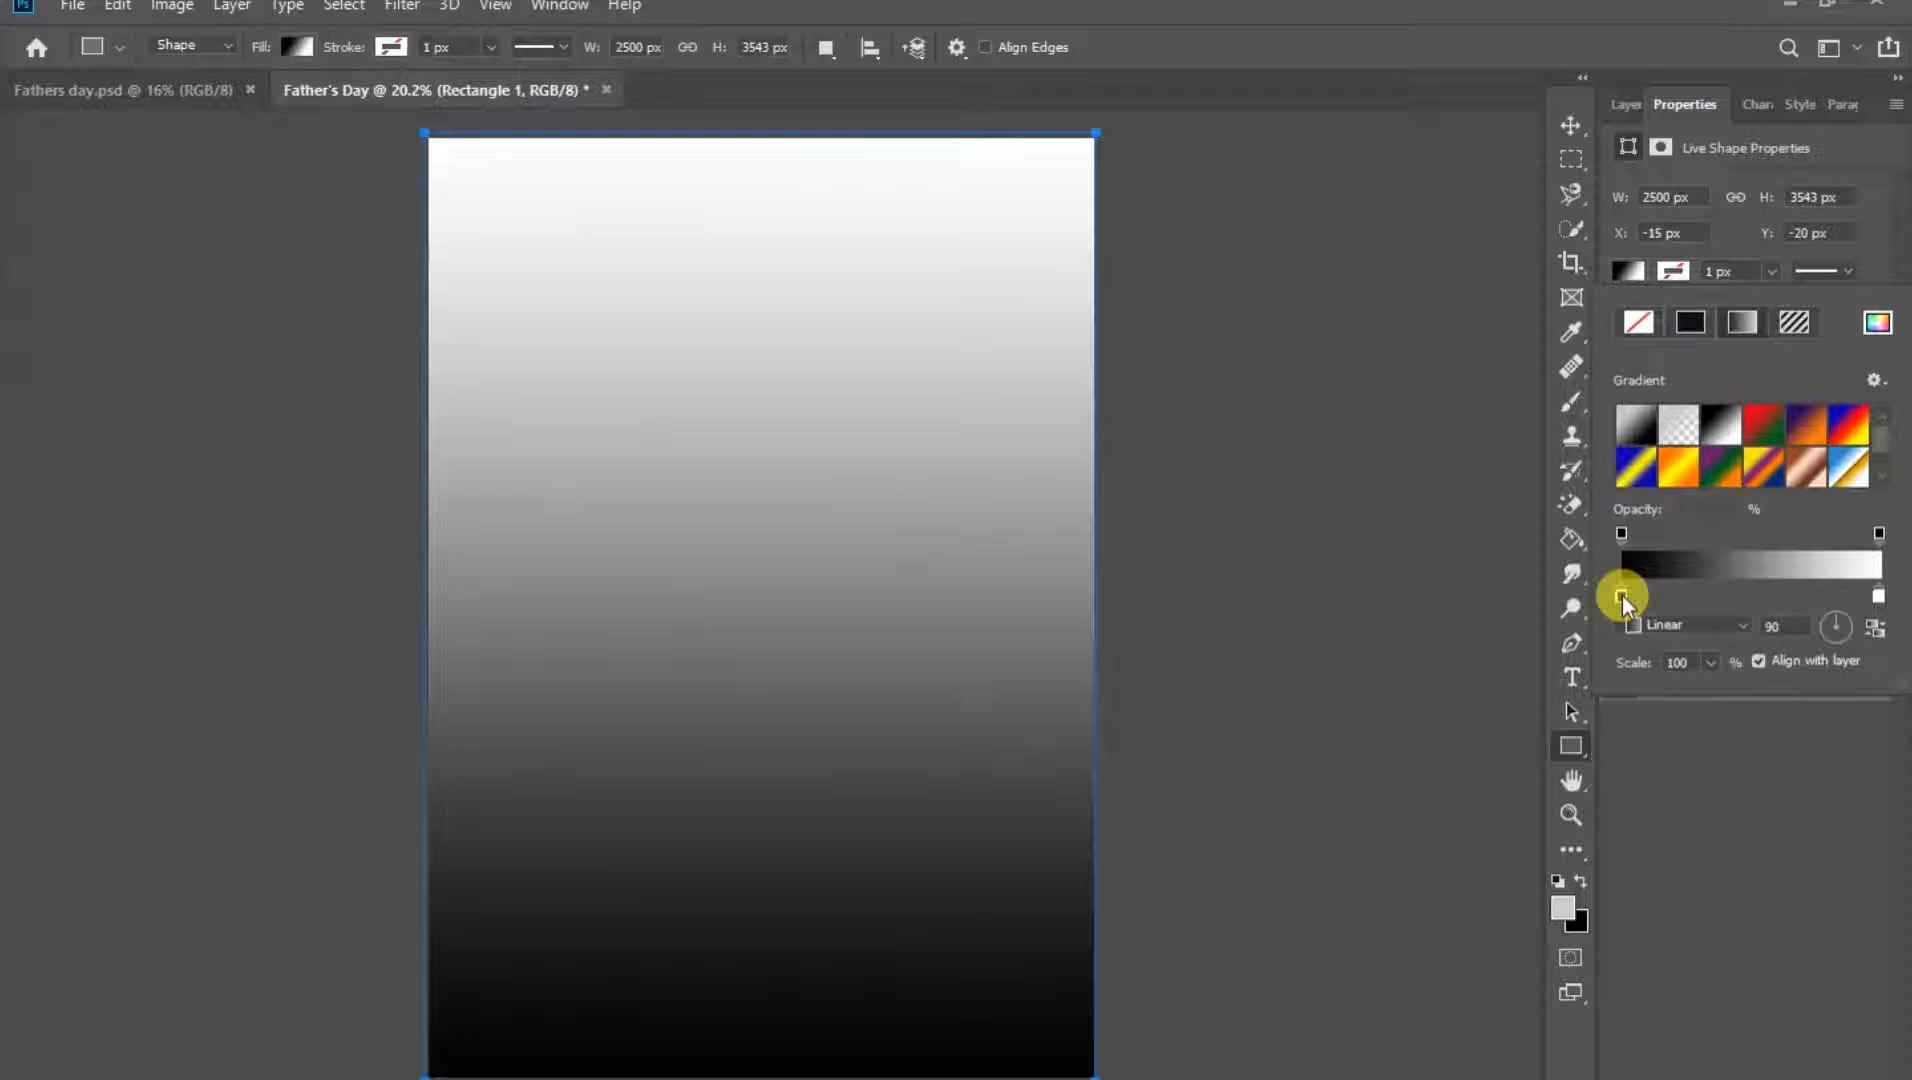 Ps File Edit Image Layer Type Select Filter 3D View Window Help
Shape Fill: Stroke: 1 px W: 2500 px H: 3543 px Align Edges
Fathers day.psd @ 16% (RGB/8) × Father's Day @ 20.2% (Rectangle 1, RGB/8) * ×
Layer Properties Char Style Para
Live Shape Properties
W: 2500 px H: 3543 px
X: -15 px Y: -20 px
1 px
Gradient
Opacity: %
Linear 90
Scale: 100 % Align with layer
T